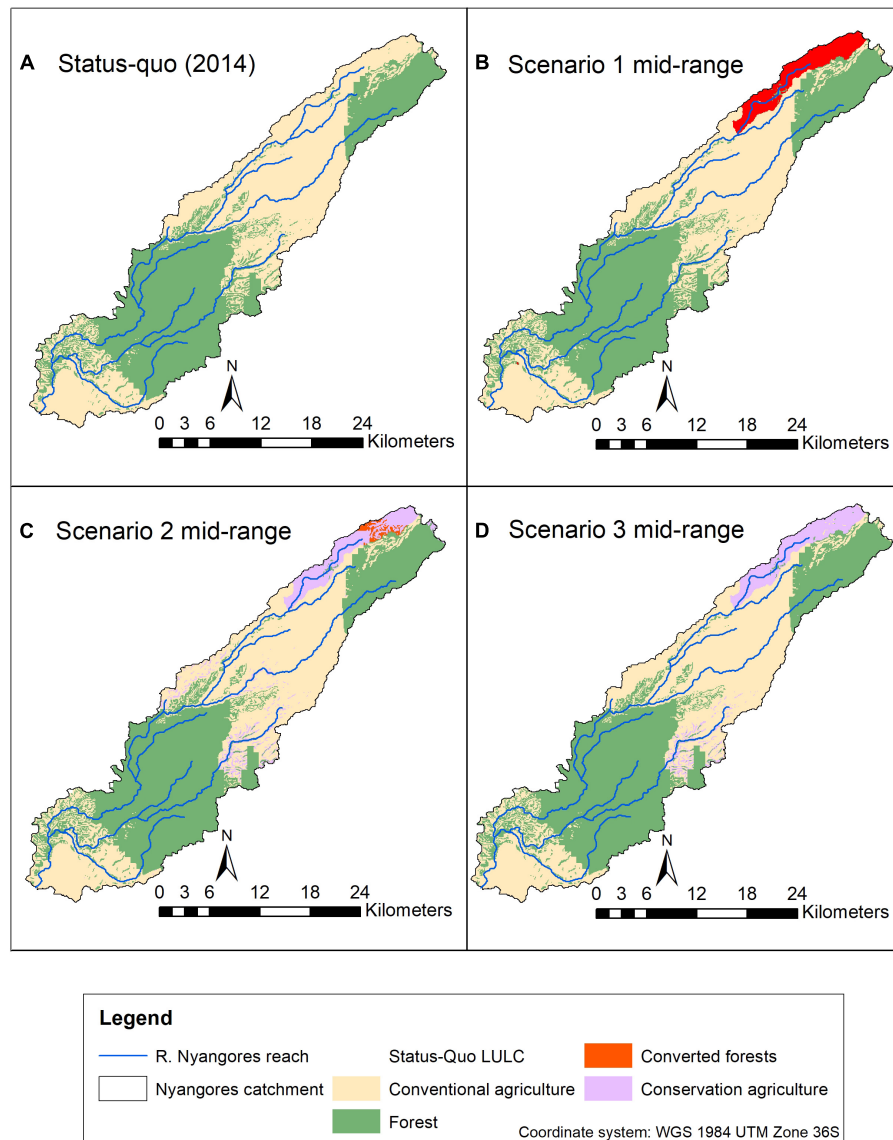 A Status-quo (2014)
N
0 3 6 12 18 24
Kilometers
B Scenario 1 mid-range
N
0 3 6 12 18 24
Kilometers
C Scenario 2 mid-range
N
0 3 6 12 18 24
Kilometers
D Scenario 3 mid-range
N
0 3 6 12 18 24
Kilometers
Legend
R. Nyangores reach
Nyangores catchment
Status-Quo LULC
Conventional agriculture
Forest
Converted forests
Conservation agriculture
Coordinate system: WGS 1984 UTM Zone 36S